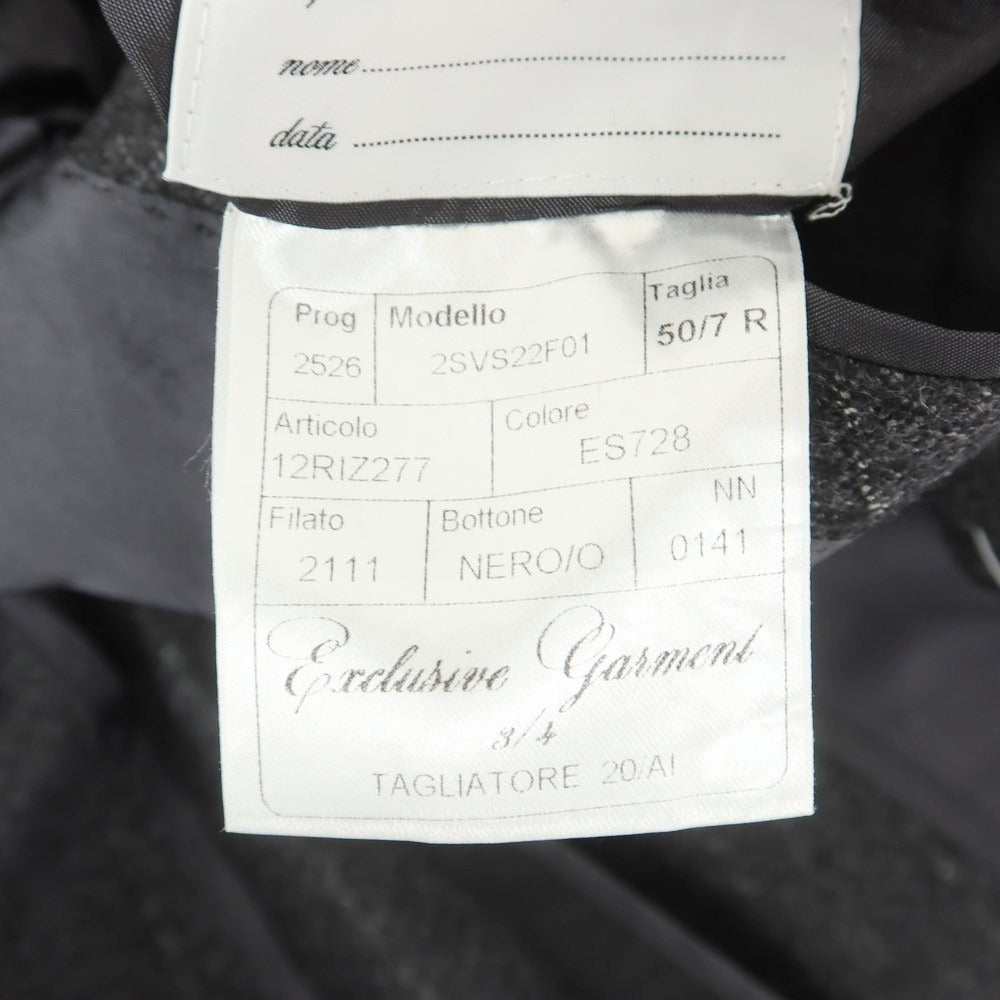 nome
data
Prog Modello Taglia
2526 2SVS22F01 50/7 R
Articolo Colore
12RIZ277 ES728
Filato Bottone NN
2111 NERO/O 0141
Exclusive Garment
3/4
TAGLIATORE 20/AI